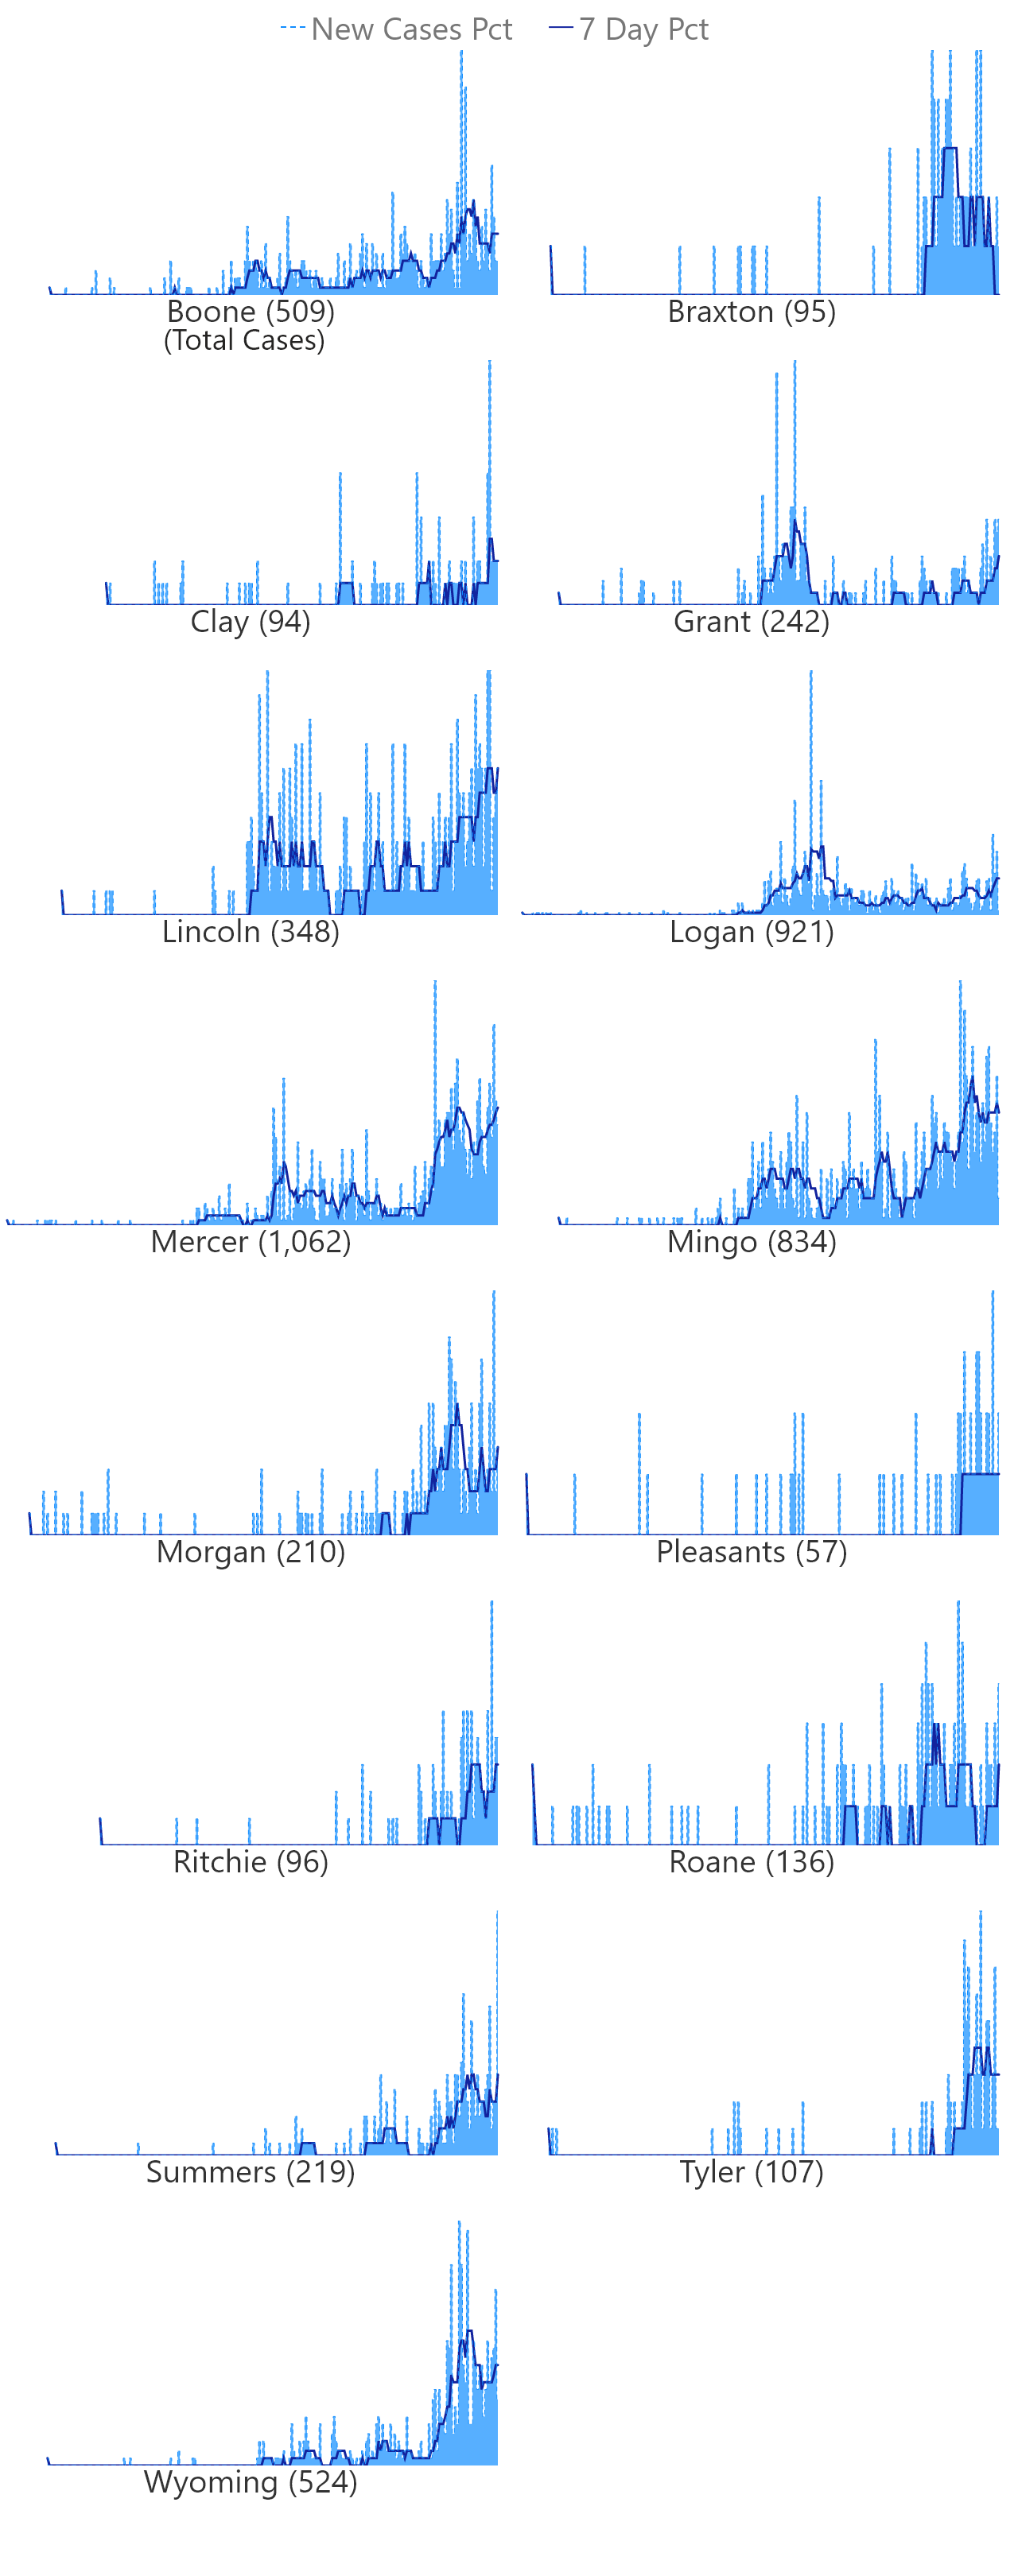 New Cases Pct 7 Day Pct
Boone (509) Braxton (95)
(Total Cases)
Clay (94) Grant (242)
Lincoln (348) Logan (921)
Mercer (1,062) Mingo (834)
Morgan (210) Pleasants (57)
Ritchie (96) Roane (136)
Summers (219) Tyler (107)
Wyoming (524)